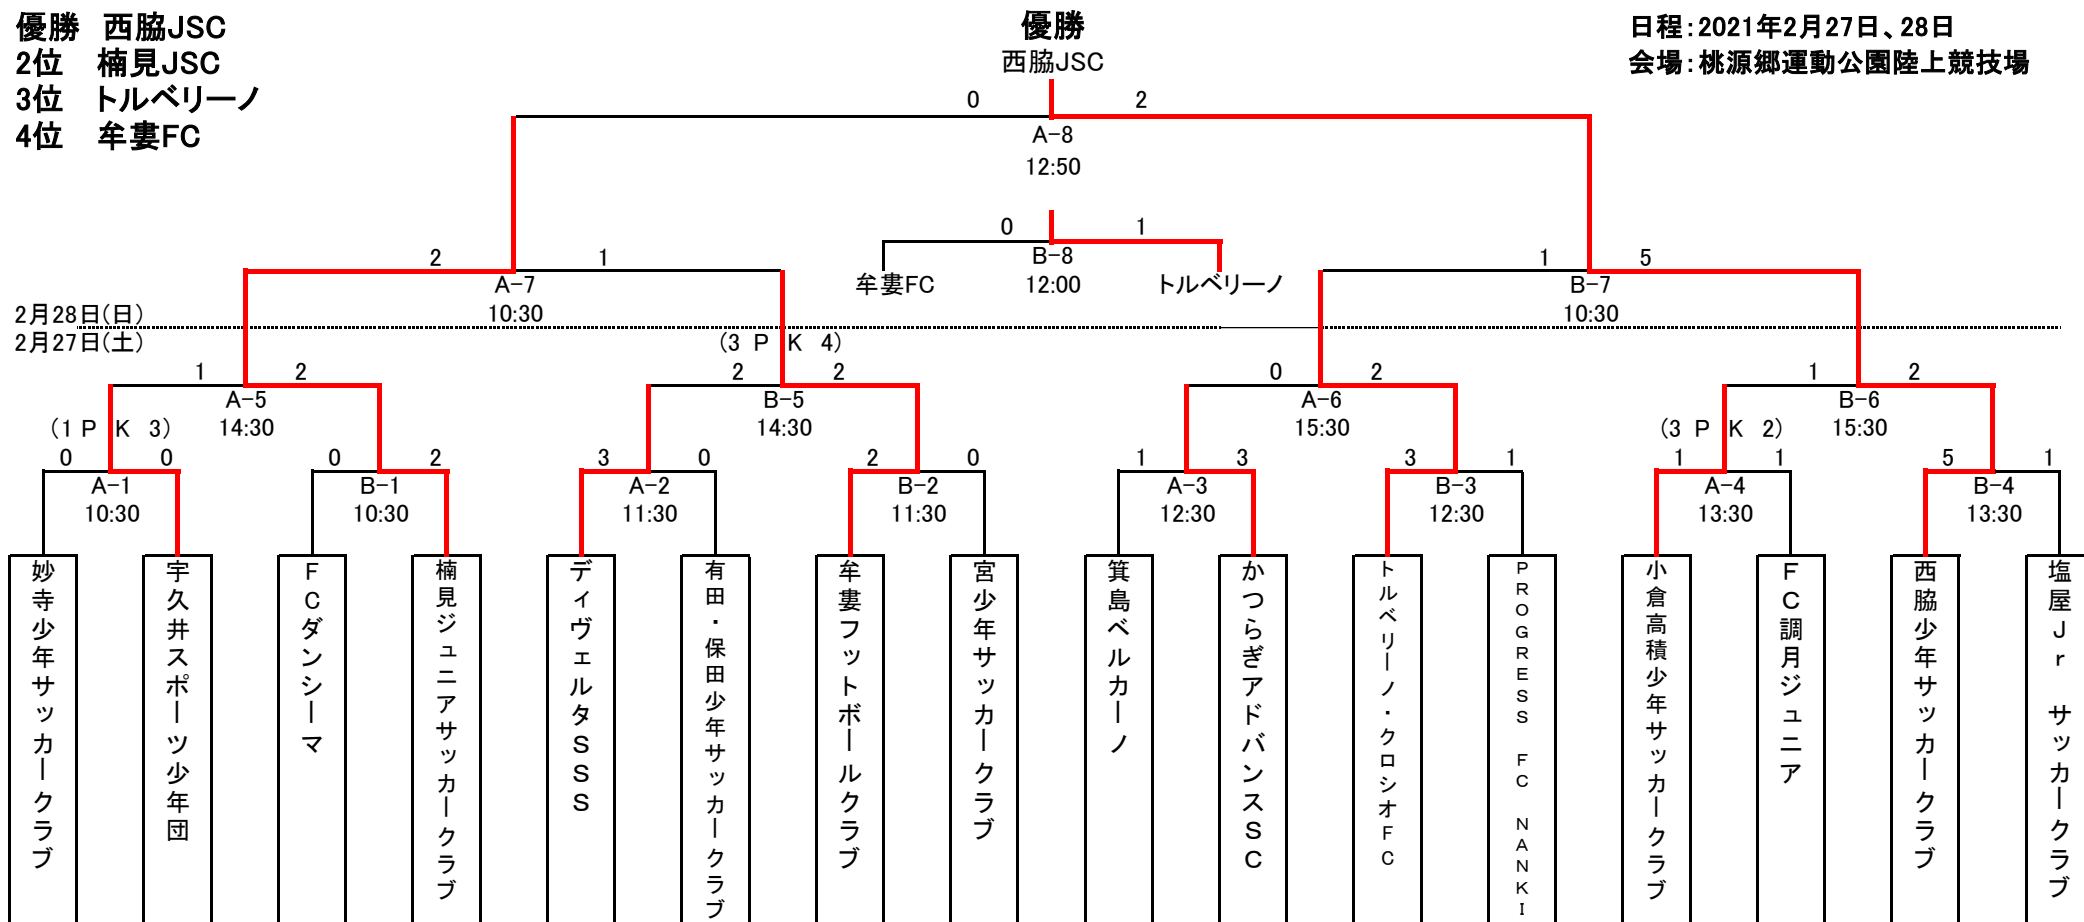 優勝　西脇JSC
2位　楠見JSC
3位　トルベリーノ
4位　牟婁FC
優勝
西脇JSC
日程：2021年2月27日、28日
会場：桃源郷運動公園陸上競技場
0 2
A-8
12:50
0 1
B-8
牟婁FC 12:00 トルベリーノ
2 1
A-7
10:30
1 5
B-7
10:30
2月28日(日)
2月27日(土)
1 2
A-5
14:30
(3 P K 4)
2 2
B-5
14:30
0 2
A-6
15:30
1 2
B-6
15:30
(1 P K 3)
0 0
A-1
10:30
0 2
B-1
10:30
3 0
A-2
11:30
2 0
B-2
11:30
1 3
A-3
12:30
3 1
B-3
12:30
(3 P K 2)
1 1
A-4
13:30
5 1
B-4
13:30
妙寺少年サッカークラブ
宇久井スポーツ少年団
FCダンシーマ
楠見ジュニアサッカークラブ
ディヴェルタSSS
有田・保田少年サッカークラブ
牟婁フットボールクラブ
宮少年サッカークラブ
箕島ベルカーノ
かつらぎアドバンスSC
トルベリーノ・クロシオFC
PROGRESS FC NANKI
小倉高積少年サッカークラブ
FC調月ジュニア
西脇少年サッカークラブ
塩屋Jr サッカークラブ